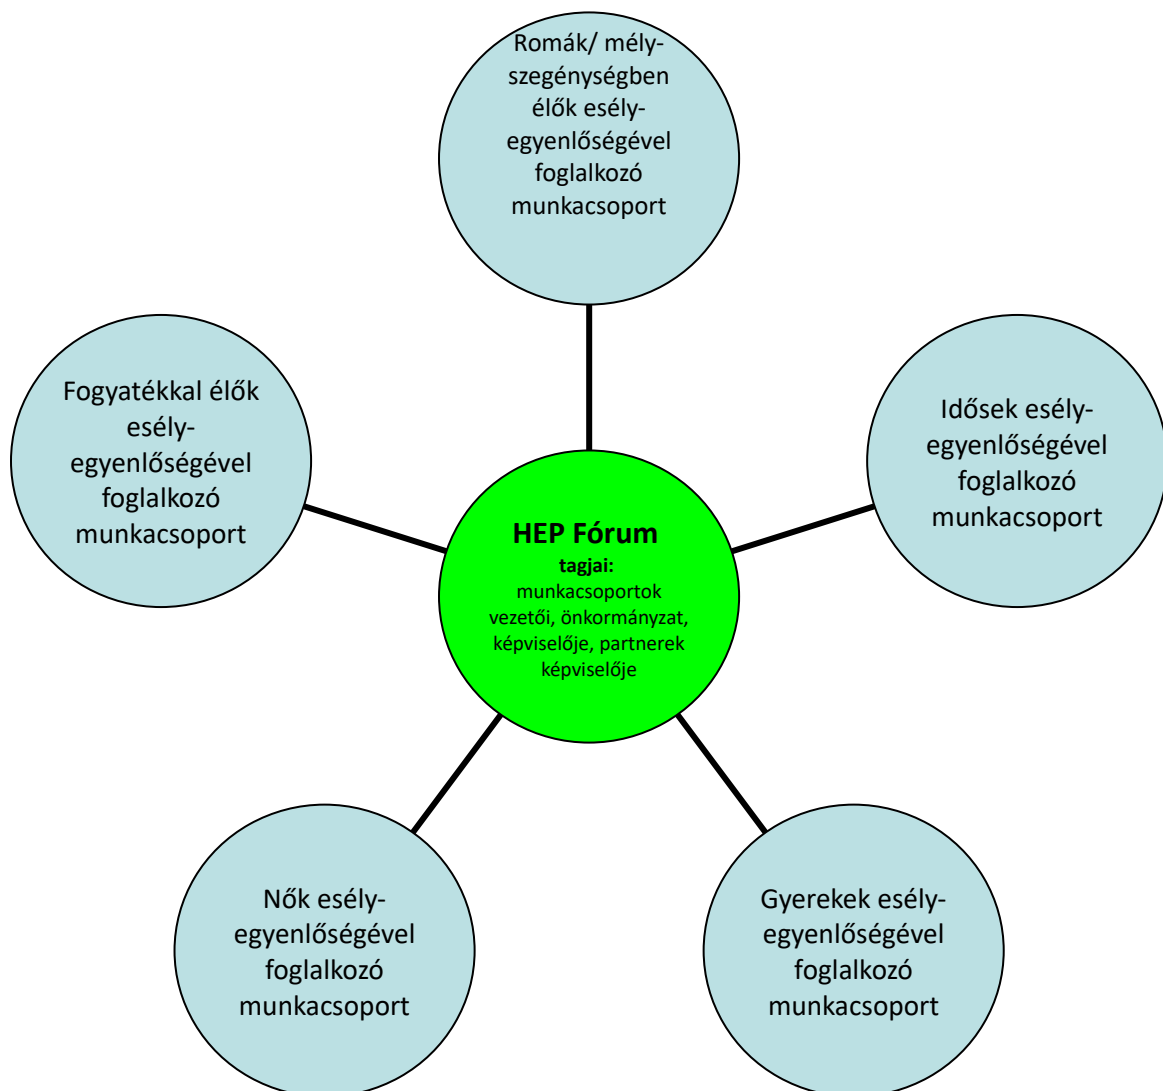 Romák/ mély-
szegénységben
élők esély-
egyenlőségével
foglalkozó
munkacsoport
Fogyatékkal élők
esély-
egyenlőségével
foglalkozó
munkacsoport
Idősek esély-
egyenlőségével
foglalkozó
munkacsoport
HEP Fórum
tagjai:
munkacsoportok
vezetői, önkormányzat,
képviselője, partnerek
képviselője
Nők esély-
egyenlőségével
foglalkozó
munkacsoport
Gyerekek esély-
egyenlőségével
foglalkozó
munkacsoport